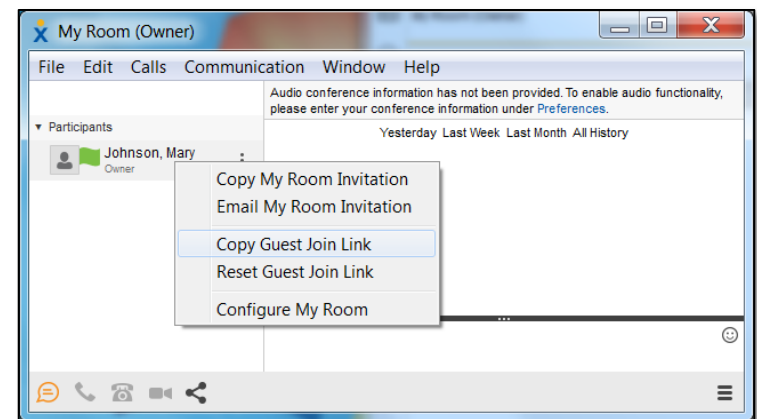 My Room (Owner)
File Edit Calls Communication Window Help
Audio conference information has not been provided. To enable audio functionality,
please enter your conference information under Preferences.
Participants
Yesterday Last Week Last Month All History
Johnson, Mary
Owner
Copy My Room Invitation
Email My Room Invitation
Copy Guest Join Link
Reset Guest Join Link
Configure My Room